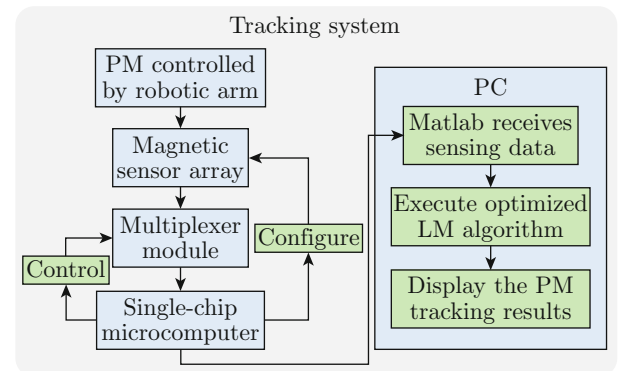 Tracking system
PM controlled
by robotic arm
Magnetic
sensor array
Multiplexer
module
Configure
Control
Single-chip
microcomputer
PC
Matlab receives
sensing data
Execute optimized
LM algorithm
Display the PM
tracking results